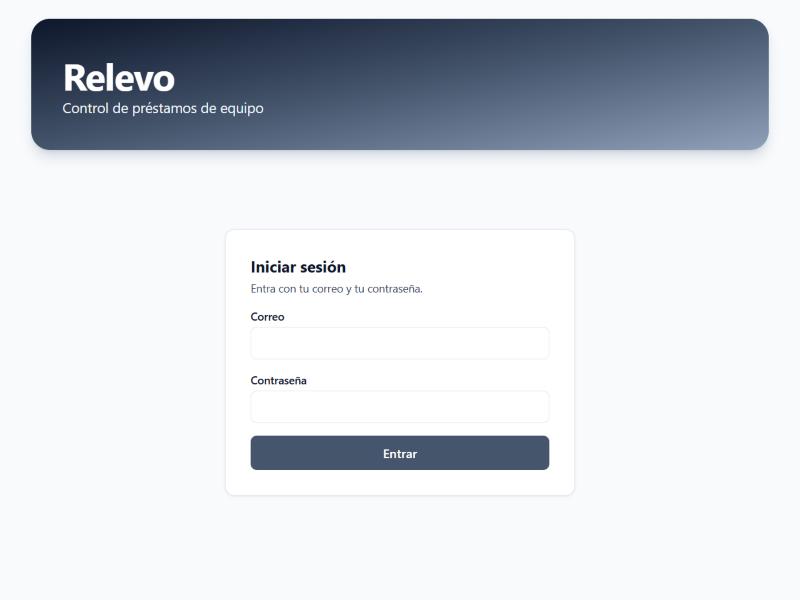 Relevo
Control de préstamos de equipo
Iniciar sesión
Entra con tu correo y tu contraseña.
Correo
Contraseña
Entrar